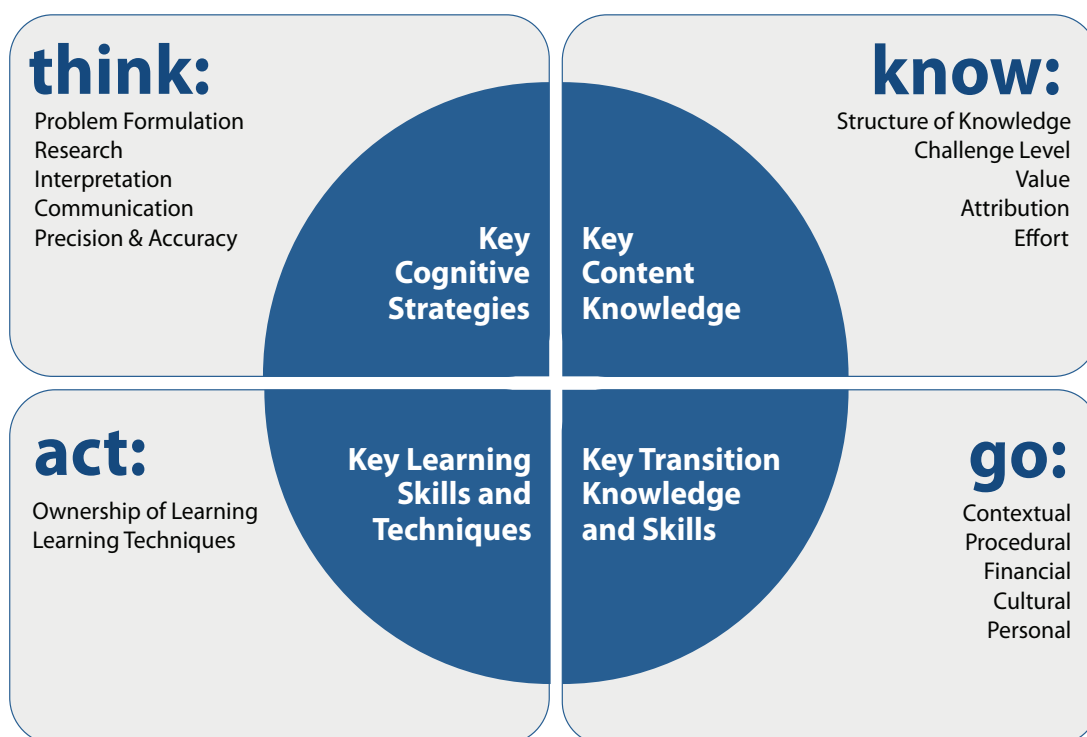 think:
Problem Formulation
Research
Interpretation
Communication
Precision & Accuracy
Key
Cognitive
Strategies
know:
Structure of Knowledge
Challenge Level
Value
Attribution
Effort
Key
Content
Knowledge
act:
Ownership of Learning
Learning Techniques
Key Learning
Skills and
Techniques
go:
Contextual
Procedural
Financial
Cultural
Personal
Key Transition
Knowledge
and Skills